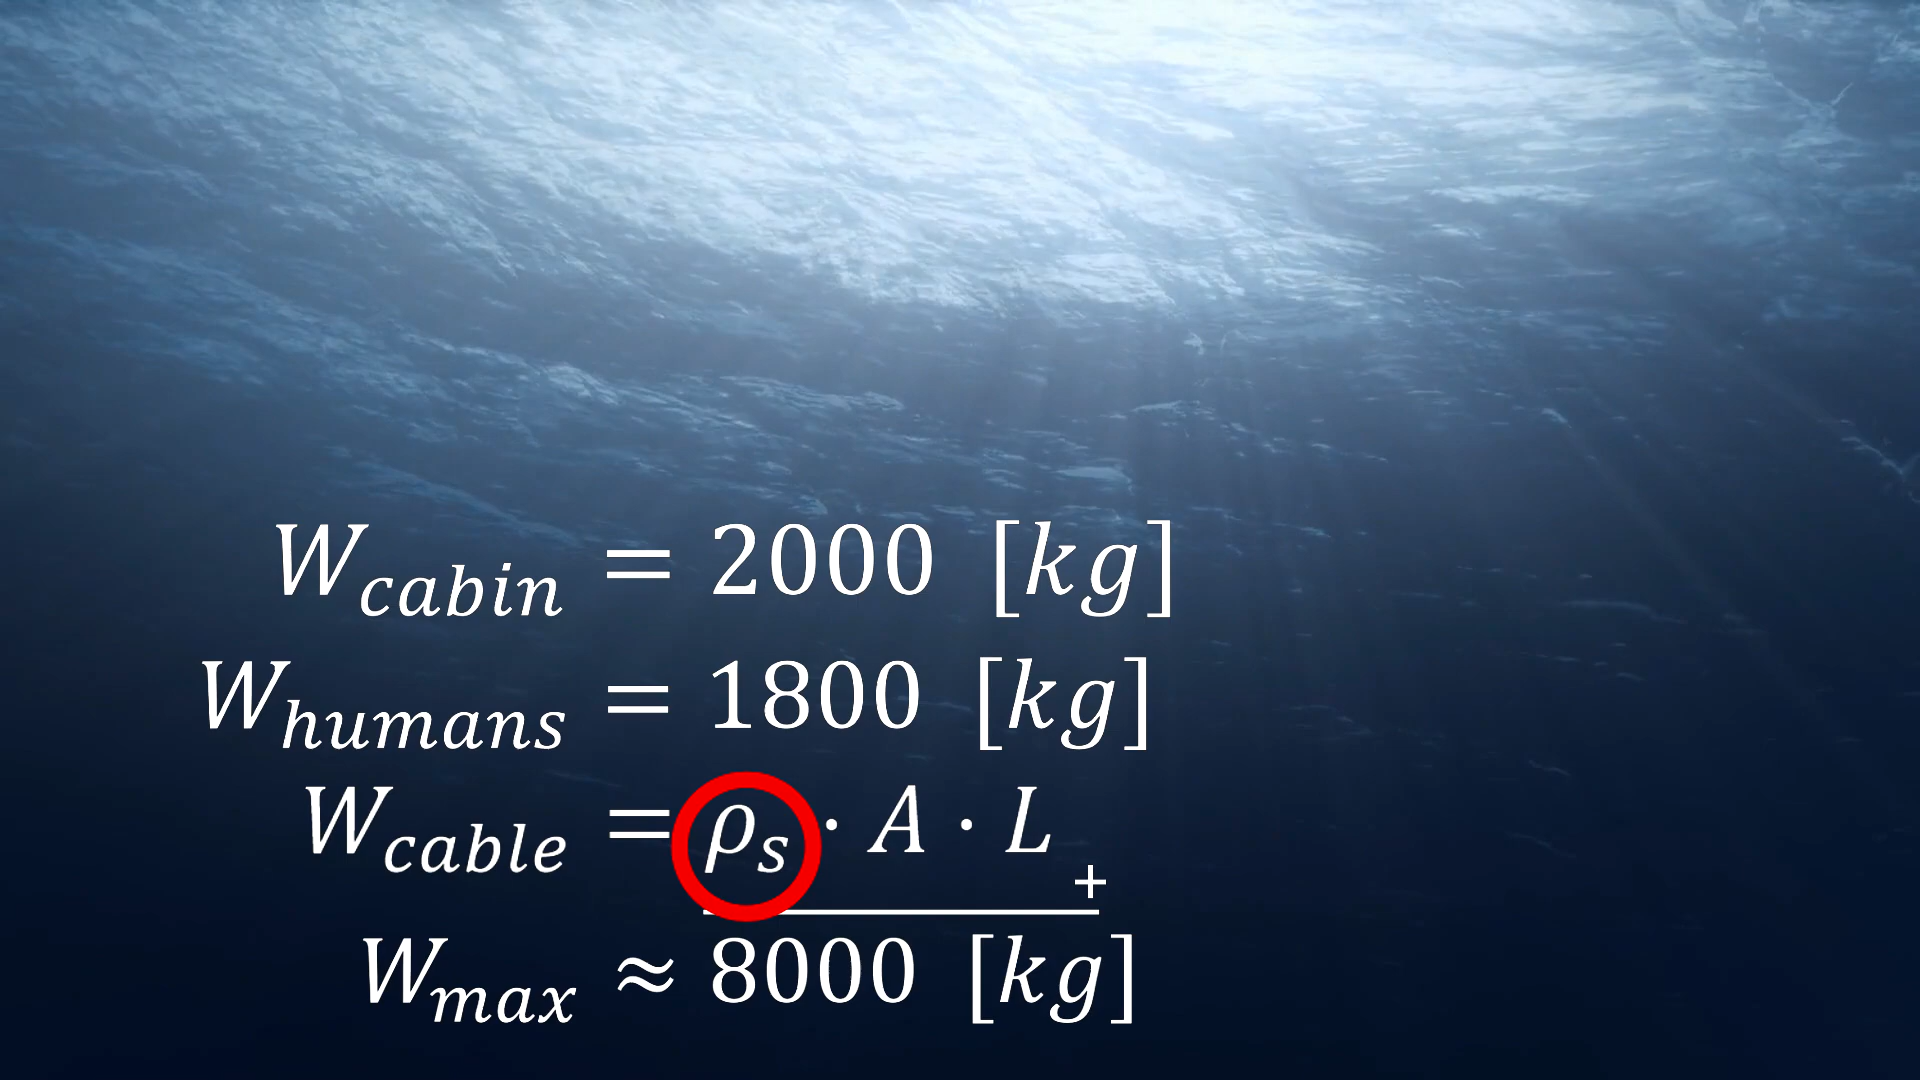 W_cabin = 2000 [kg]
W_humans = 1800 [kg]
W_cable = ρ_s · A · L
+
W_max ≈ 8000 [kg]